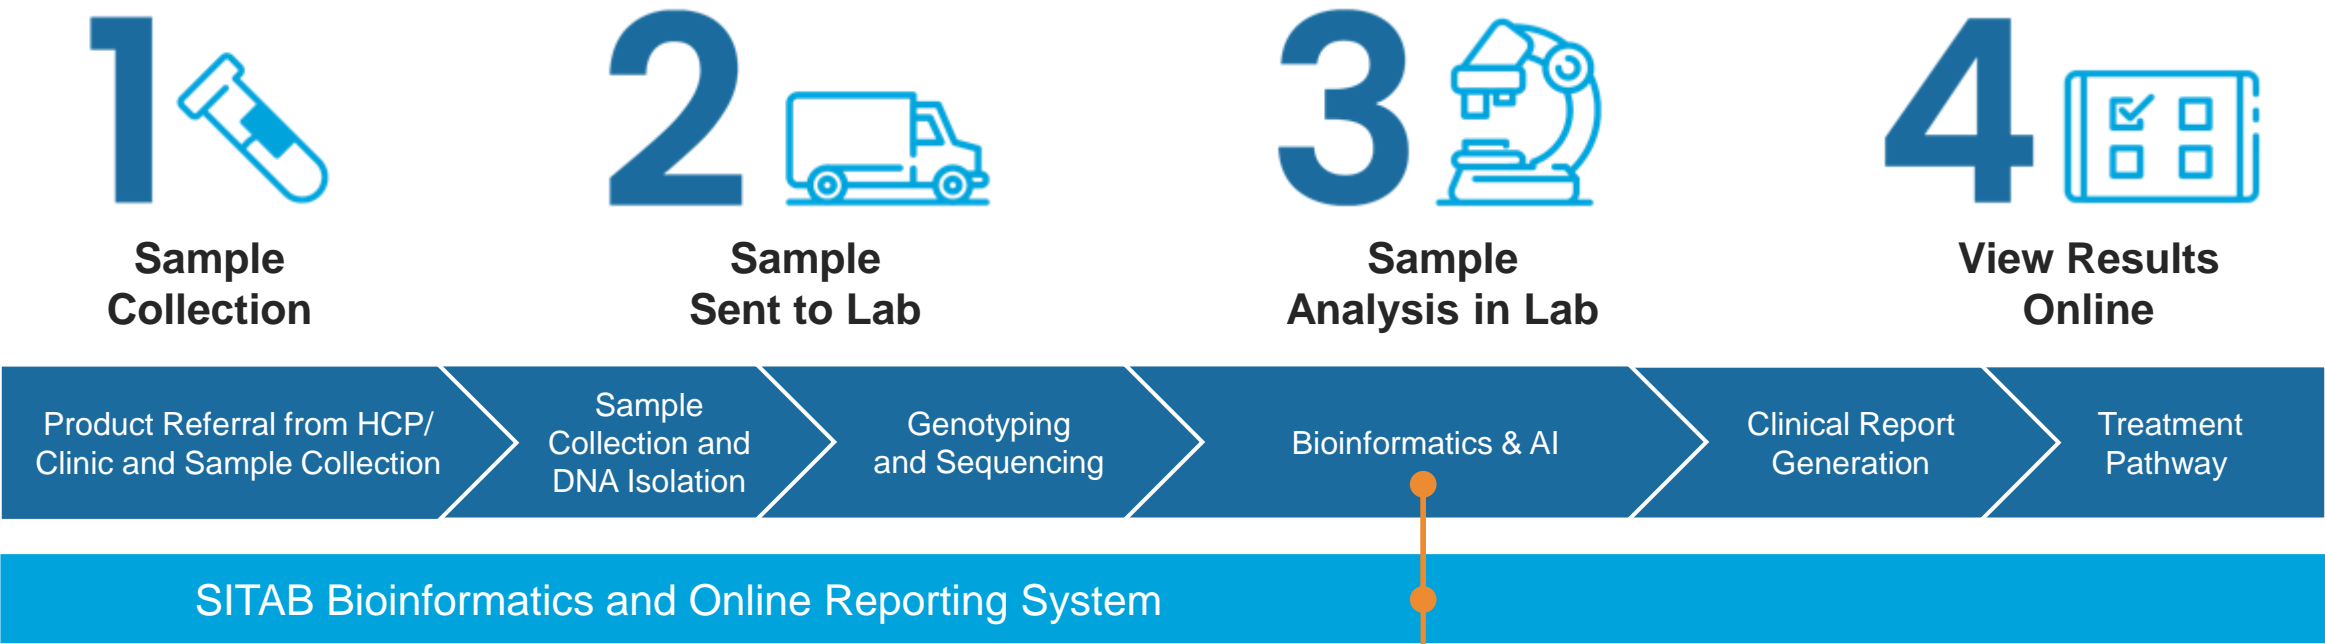 1
2
3
4
Sample
Collection
Sample
Sent to Lab
Sample
Analysis in Lab
View Results
Online
Product Referral from HCP/
Clinic and Sample Collection
Sample
Collection and
DNA Isolation
Genotyping
and Sequencing
Bioinformatics & AI
Clinical Report
Generation
Treatment
Pathway
SITAB Bioinformatics and Online Reporting System